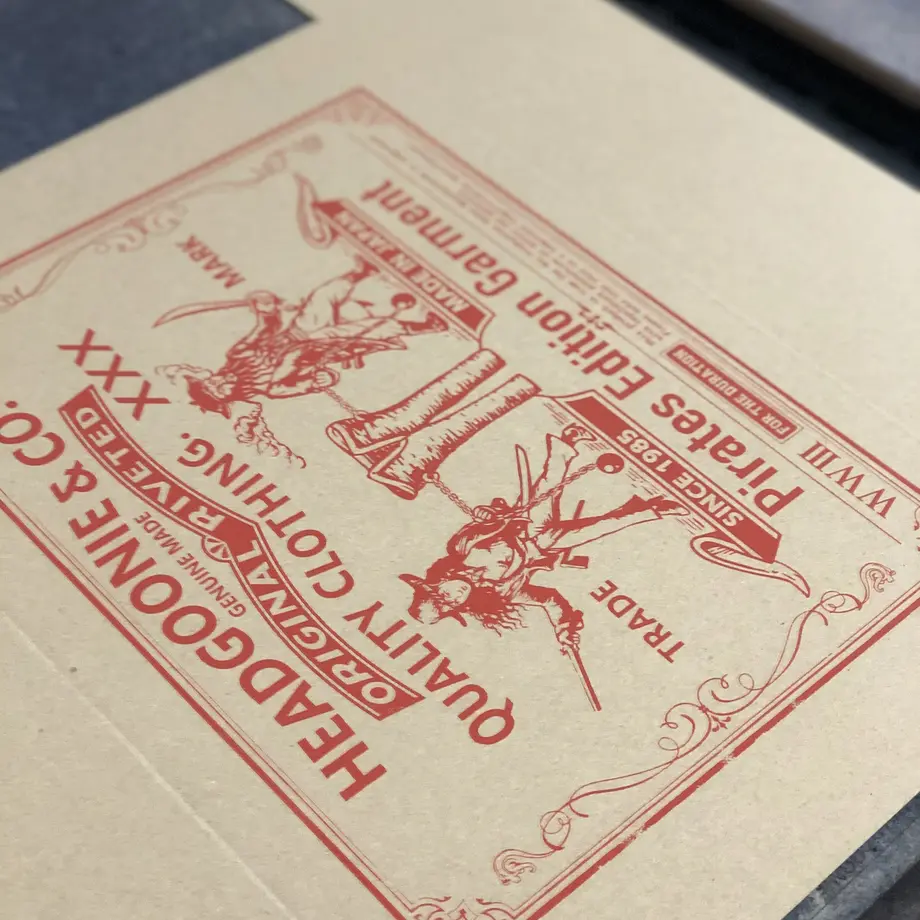 HEADGOONIE & CO.
GENUINE MADE
ORIGINAL RIVETED
QUALITY CLOTHING.
XXX
TRADE MARK
SINCE 1985
MADE IN JAPAN
Pirates Edition Garment
WWIII
FOR THE DURATION